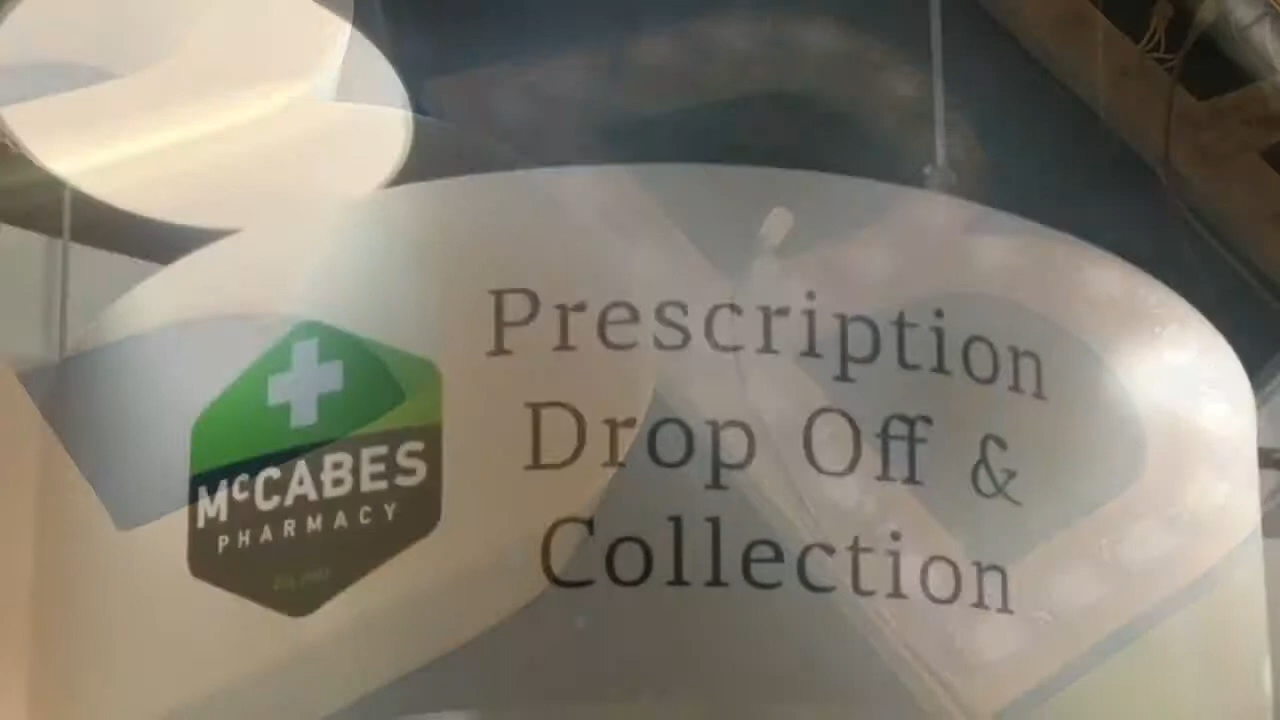 McCABES
PHARMACY
Prescription
Drop Off &
Collection